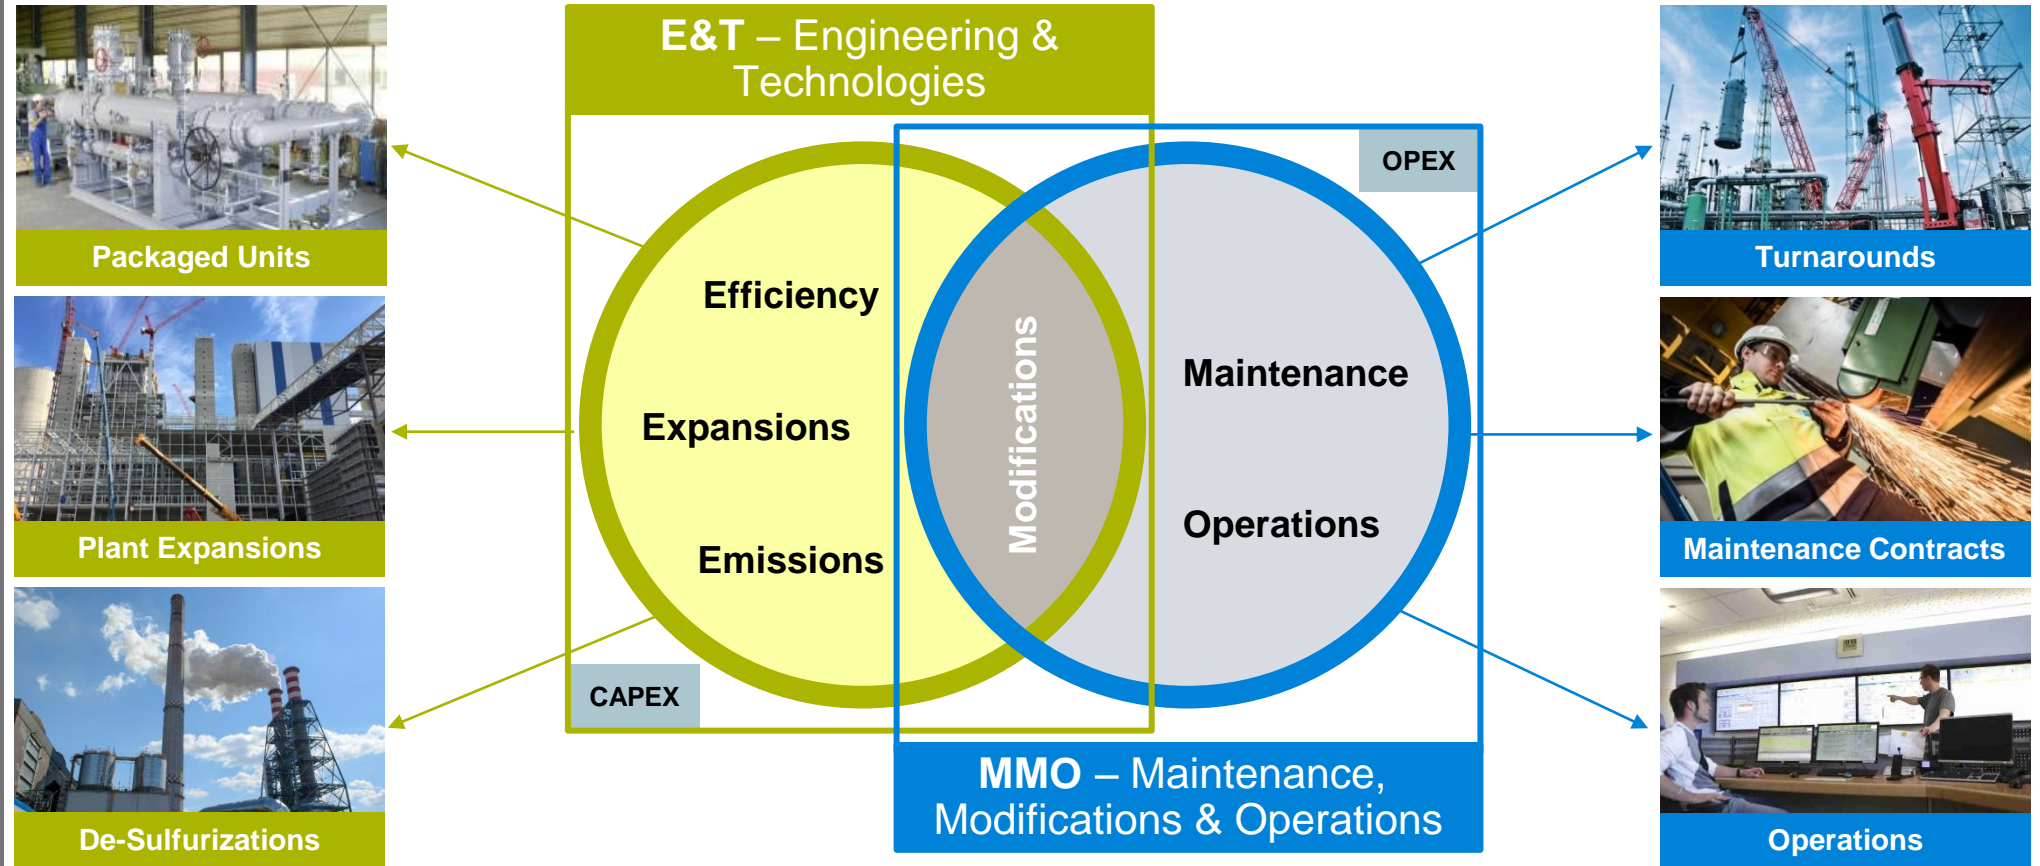 E&T – Engineering &
Technologies
OPEX
Packaged Units
Turnarounds
Efficiency
Modifications
Maintenance
Expansions
Operations
Plant Expansions
Maintenance Contracts
Emissions
CAPEX
MMO – Maintenance,
Modifications & Operations
De-Sulfurizations
Operations